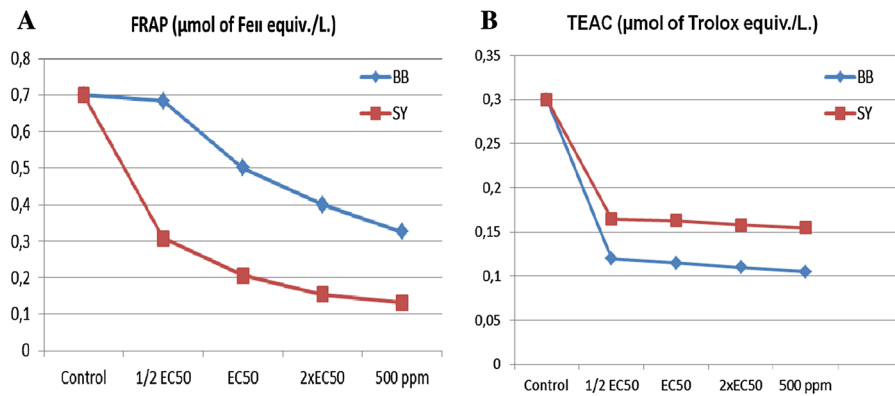 A
FRAP (µmol of FeII equiv./L.)
0,8
0,7
0,6
0,5
0,4
0,3
0,2
0,1
0
BB
SY
Control 1/2 EC50 EC50 2xEC50 500 ppm
B
TEAC (µmol of Trolox equiv./L.)
0,35
0,3
0,25
0,2
0,15
0,1
0,05
0
BB
SY
Control 1/2 EC50 EC50 2xEC50 500 ppm